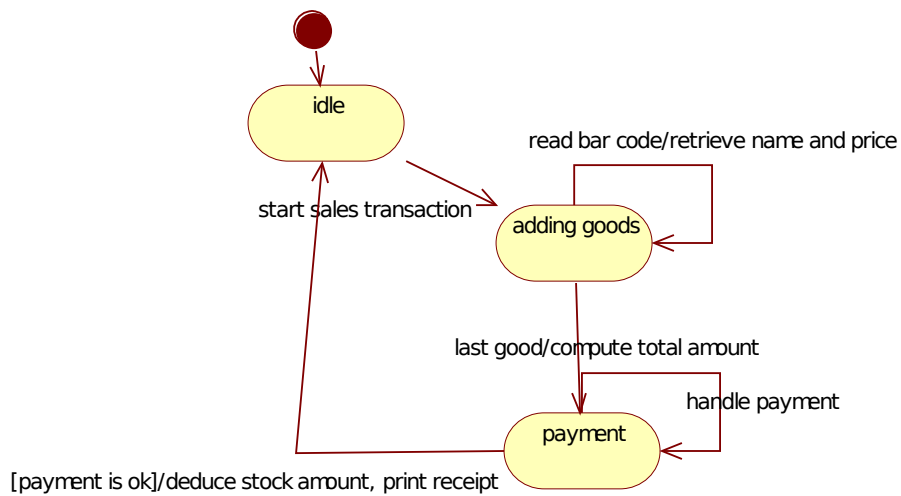 idle
read bar code/retrieve name and price
start sales transaction
adding goods
last good/compute total amount
handle payment
payment
[payment is ok]/deduce stock amount, print receipt